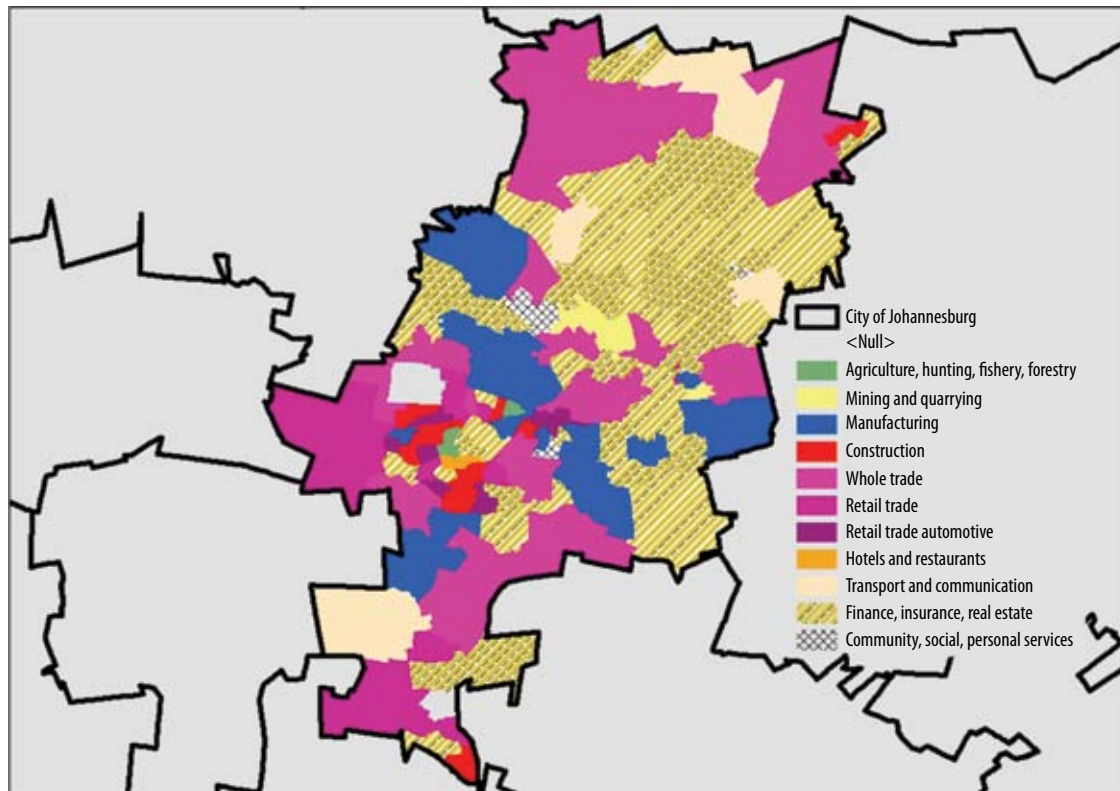 City of Johannesburg
<Null>
Agriculture, hunting, fishery, forestry
Mining and quarrying
Manufacturing
Construction
Whole trade
Retail trade
Retail trade automotive
Hotels and restaurants
Transport and communication
Finance, insurance, real estate
Community, social, personal services